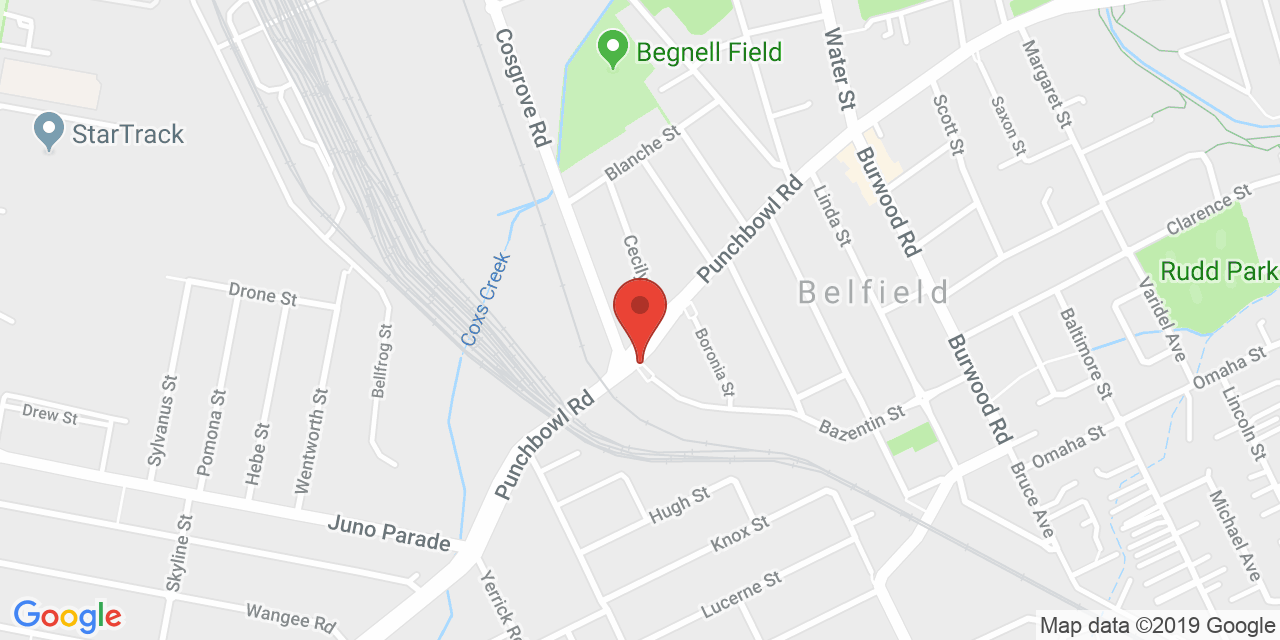 Cosgrove Rd
Begnell Field
Water St
Margaret St
StarTrack
Blanche St
Scott St
Saxon St
Burwood Rd
Punchbowl Rd
Linda St
Clarence St
Cecily
Rudd Park
Coxs Creek
Drone St
Belfield
Varidel Ave
Bellfrog St
Boronia St
Baltimore St
Burwood Rd
Omaha St
Sylvanus St
Pomona St
Hebe St
Wentworth St
Drew St
Punchbowl Rd
Bazentin St
Lincoln St
Omaha St
Bruce Ave
Hugh St
Michael Ave
Juno Parade
Knox St
Skyline St
Yerrick Ro
Lucerne St
Wangee Rd
Google
Map data ©2019 Google